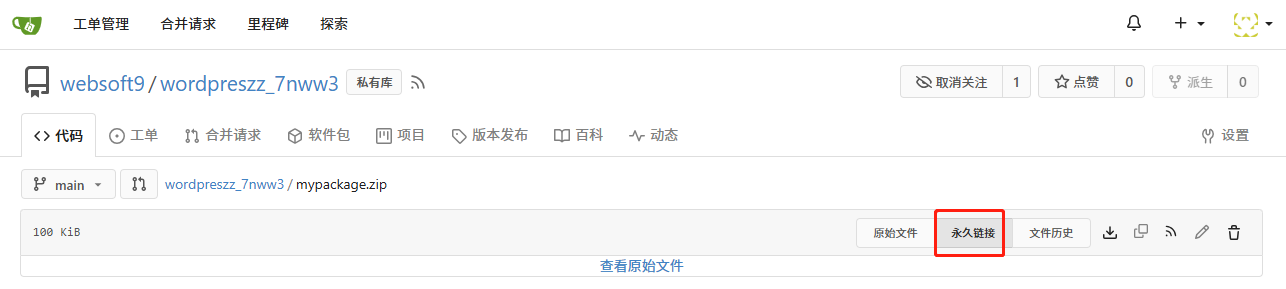 工单管理 合并请求 里程碑 探索
websoft9/wordpreszz_7nww3 私有库 取消关注 1 点赞 0 派生 0
代码 工单 合并请求 软件包 项目 版本发布 百科 动态 设置
main wordpreszz_7nww3/mypackage.zip
100 KiB 原始文件 永久链接 文件历史
查看原始文件